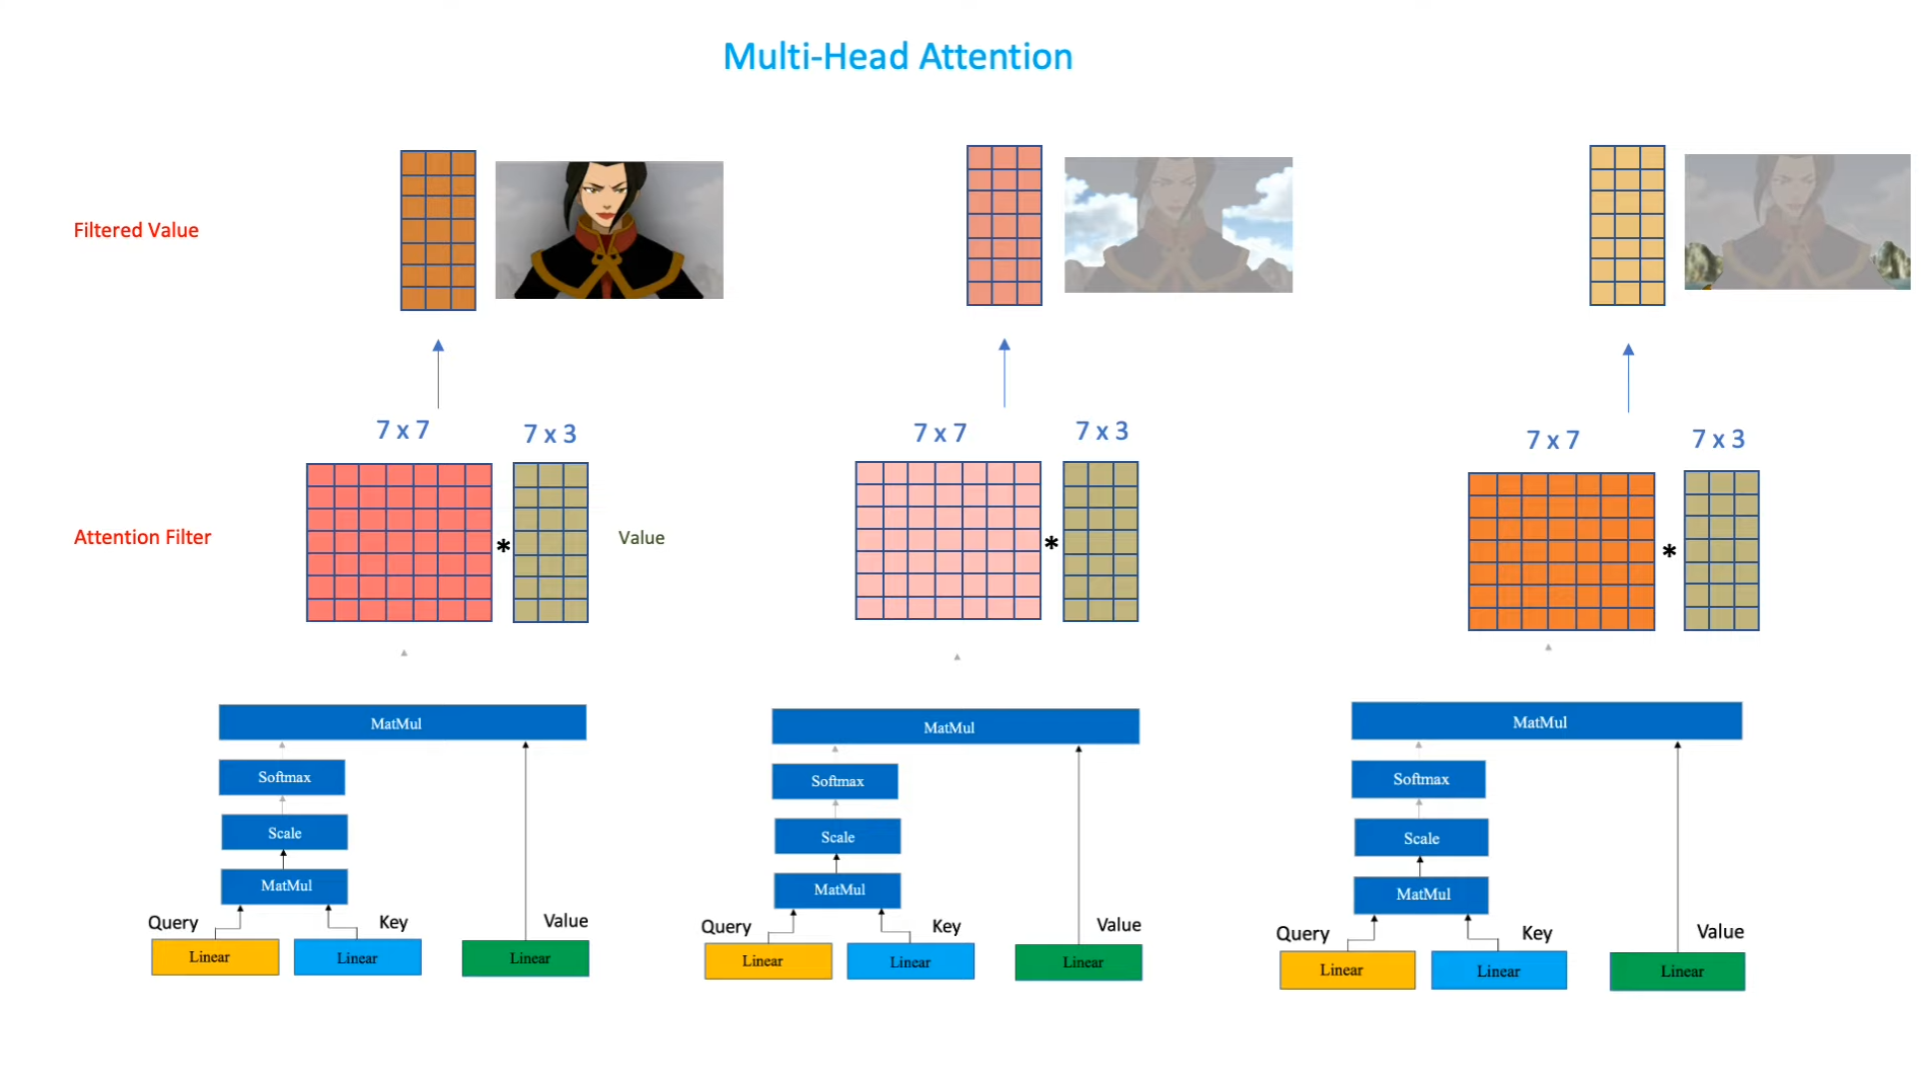 Multi-Head Attention
Filtered Value
7 x 7
7 x 3
7 x 7
7 x 3
7 x 7
7 x 3
Attention Filter
*
Value
*
*
MatMul
Softmax
Scale
MatMul
Query
Key
Value
Linear
Linear
Linear
MatMul
Softmax
Scale
MatMul
Query
Key
Value
Linear
Linear
Linear
MatMul
Softmax
Scale
MatMul
Query
Key
Value
Linear
Linear
Linear